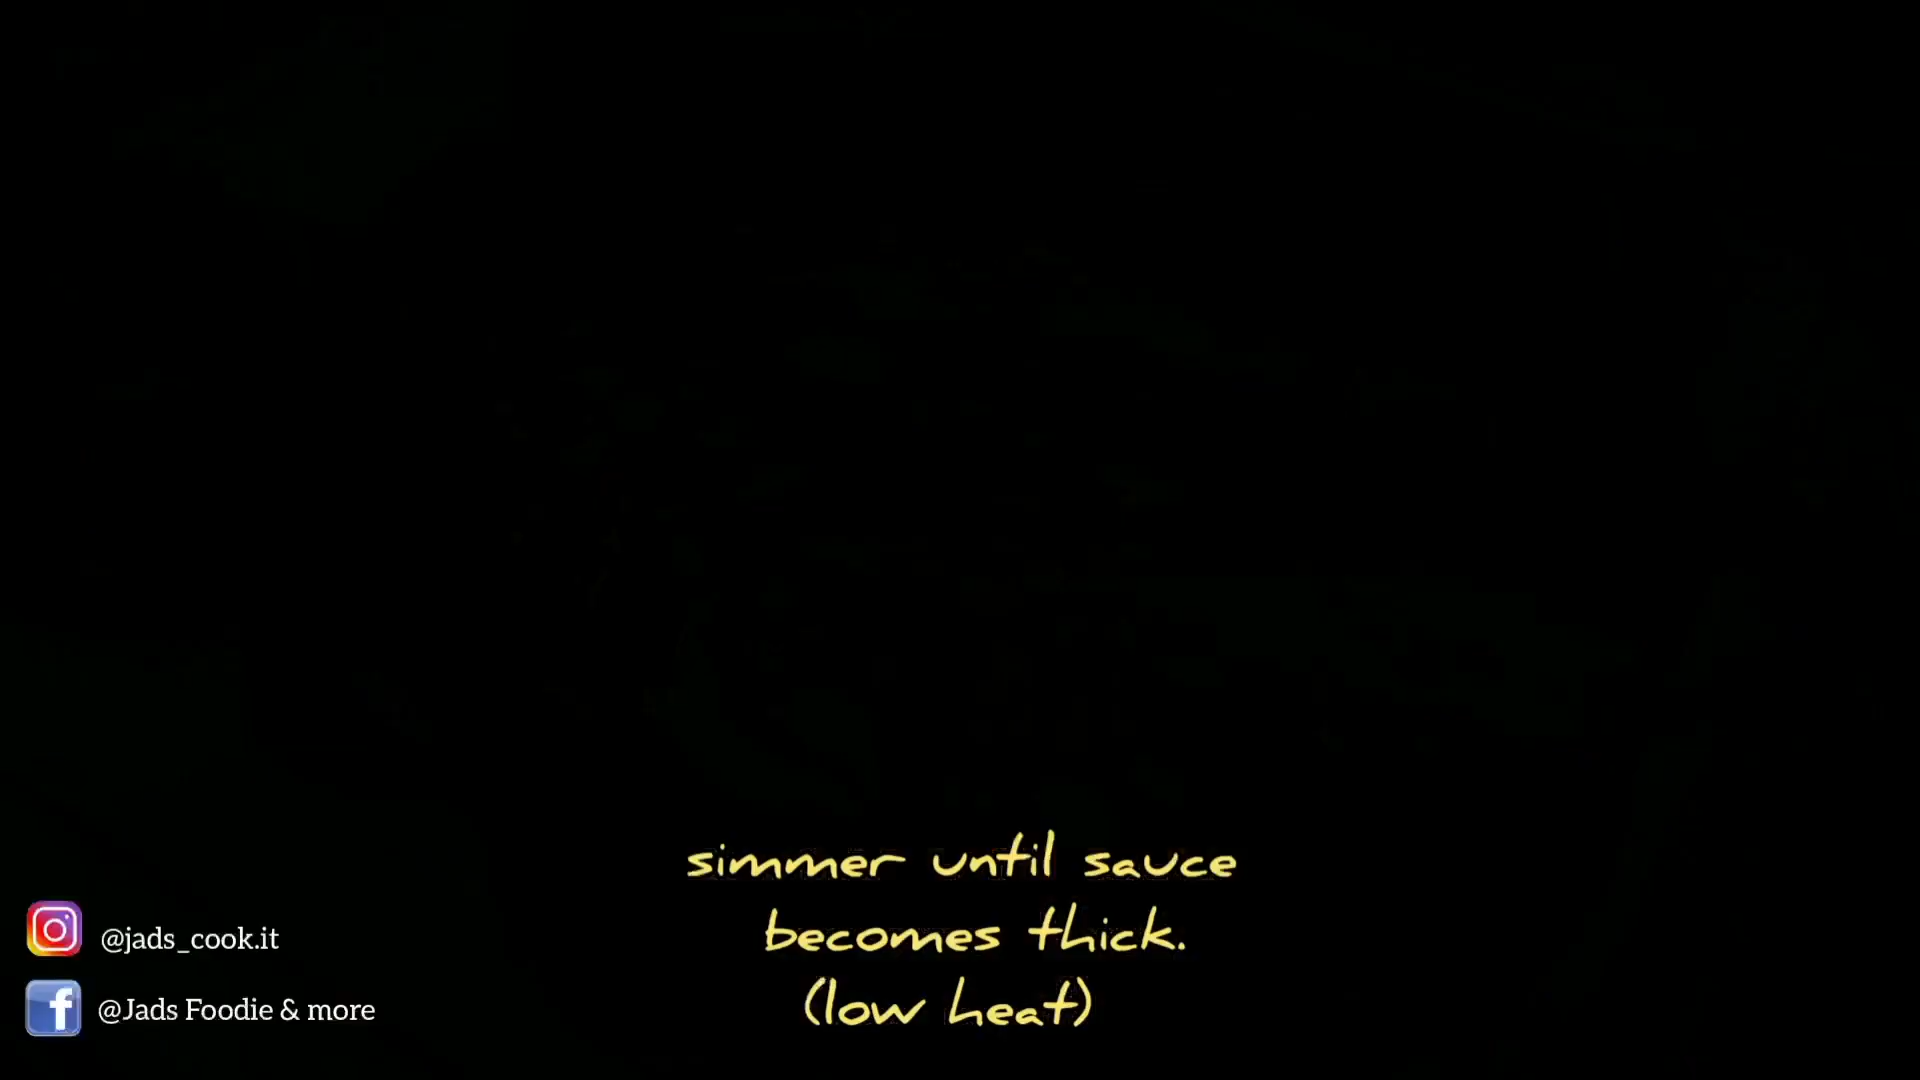 simmer until sauce
becomes thick.
(low heat)
@jads_cook.it
@Jads Foodie & more